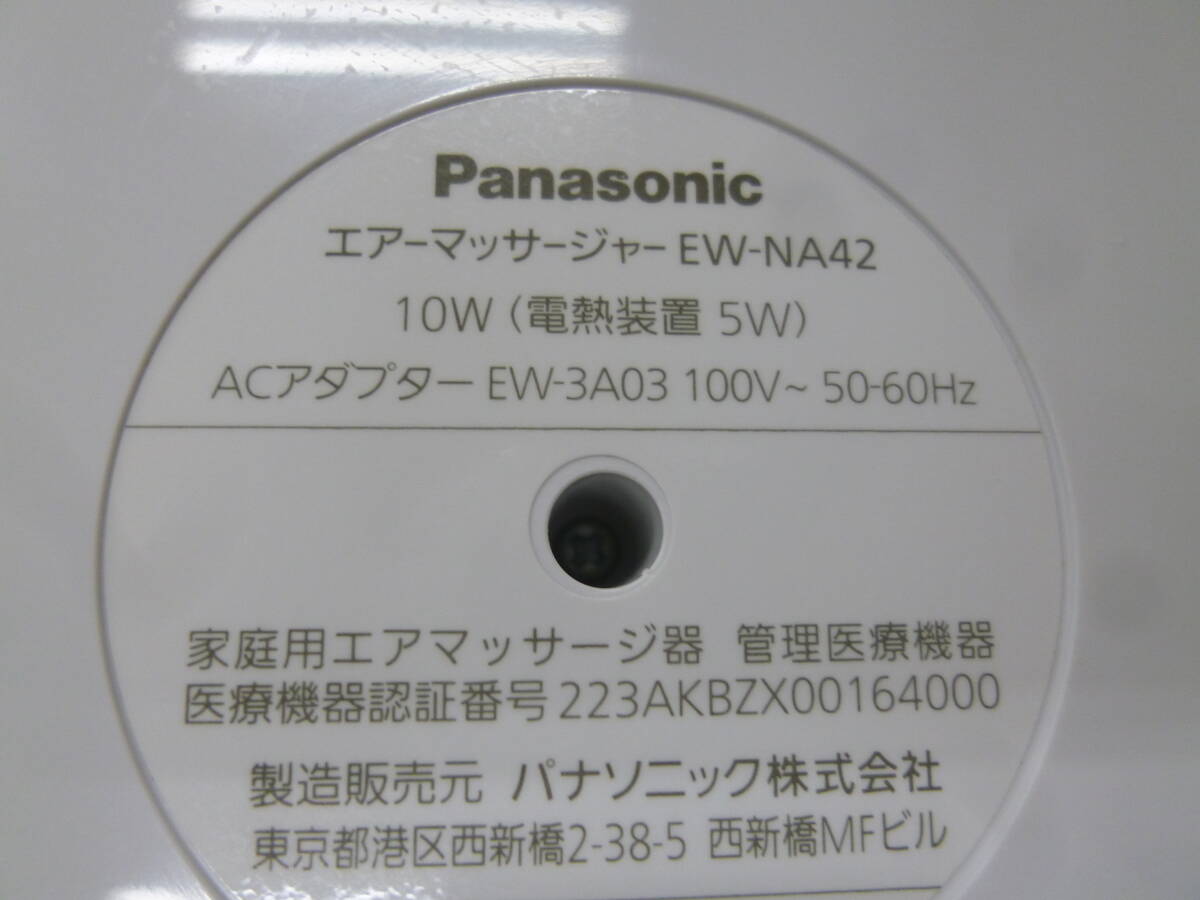 Panasonic
エアーマッサージャー EW-NA42
10W (電熱装置 5W)
ACアダプター EW-3A03 100V~ 50-60Hz
家庭用エアマッサージ器 管理医療機器
医療機器認証番号 223AKBZX00164000
製造販売元 パナソニック株式会社
東京都港区西新橋2-38-5 西新橋MFビル